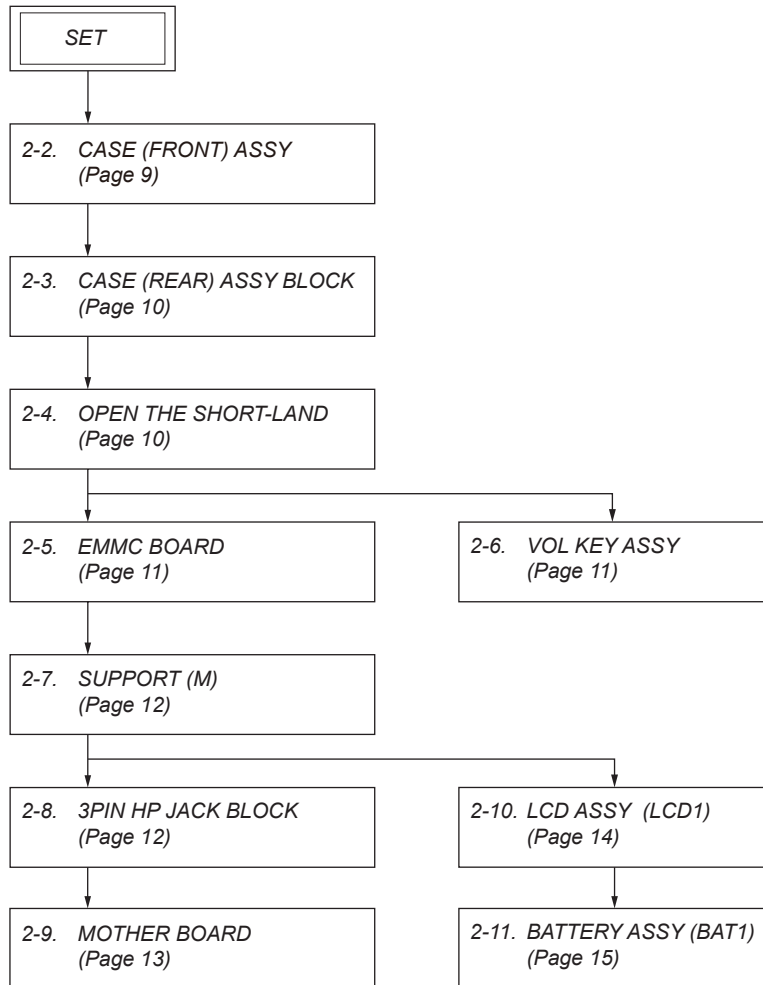 SET
2-2. CASE (FRONT) ASSY
(Page 9)
2-3. CASE (REAR) ASSY BLOCK
(Page 10)
2-4. OPEN THE SHORT-LAND
(Page 10)
2-5. EMMC BOARD
(Page 11)
2-6. VOL KEY ASSY
(Page 11)
2-7. SUPPORT (M)
(Page 12)
2-8. 3PIN HP JACK BLOCK
(Page 12)
2-10. LCD ASSY (LCD1)
(Page 14)
2-9. MOTHER BOARD
(Page 13)
2-11. BATTERY ASSY (BAT1)
(Page 15)